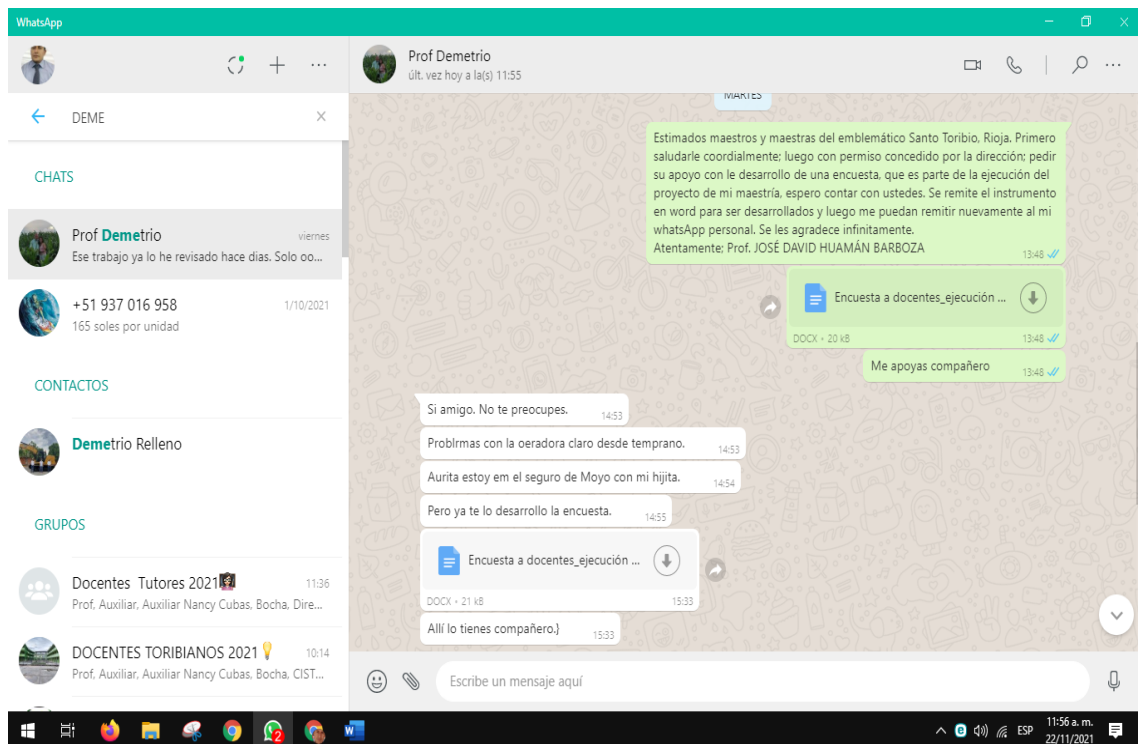 WhatsApp
DEME
CHATS
Prof Demetrio
viernes
Ese trabajo ya lo he revisado hace dias. Solo oo...
+51 937 016 958
1/10/2021
165 soles por unidad
CONTACTOS
Demetrio Relleno
GRUPOS
Docentes Tutores 2021
11:36
Prof, Auxiliar, Auxiliar Nancy Cubas, Bocha, Dire...
DOCENTES TORIBIANOS 2021
10:14
Prof, Auxiliar, Auxiliar Nancy Cubas, Bocha, CIST...
Prof Demetrio
últ. vez hoy a la(s) 11:55
MARTES
Estimados maestros y maestras del emblemático Santo Toribio, Rioja. Primero
saludarle coordialmente; luego con permiso concedido por la dirección; pedir
su apoyo con le desarrollo de una encuesta, que es parte de la ejecución del
proyecto de mi maestría, espero contar con ustedes. Se remite el instrumento
en word para ser desarrollados y luego me puedan remitir nuevamente al mi
whatsApp personal. Se les agradece infinitamente.
Atentamente; Prof. JOSÉ DAVID HUAMÁN BARBOZA
13:48
Encuesta a docentes_ejecución ...
DOCX • 20 kB
13:48
Me apoyas compañero
13:48
Si amigo. No te preocupes.
14:53
Problrmas con la oeradora claro desde temprano.
14:53
Aurita estoy em el seguro de Moyo con mi hijita.
14:54
Pero ya te lo desarrollo la encuesta.
14:55
Encuesta a docentes_ejecución ...
DOCX • 21 kB
15:33
Allí lo tienes compañero.}
15:33
Escribe un mensaje aquí
2
ESP
11:56 a. m.
22/11/2021